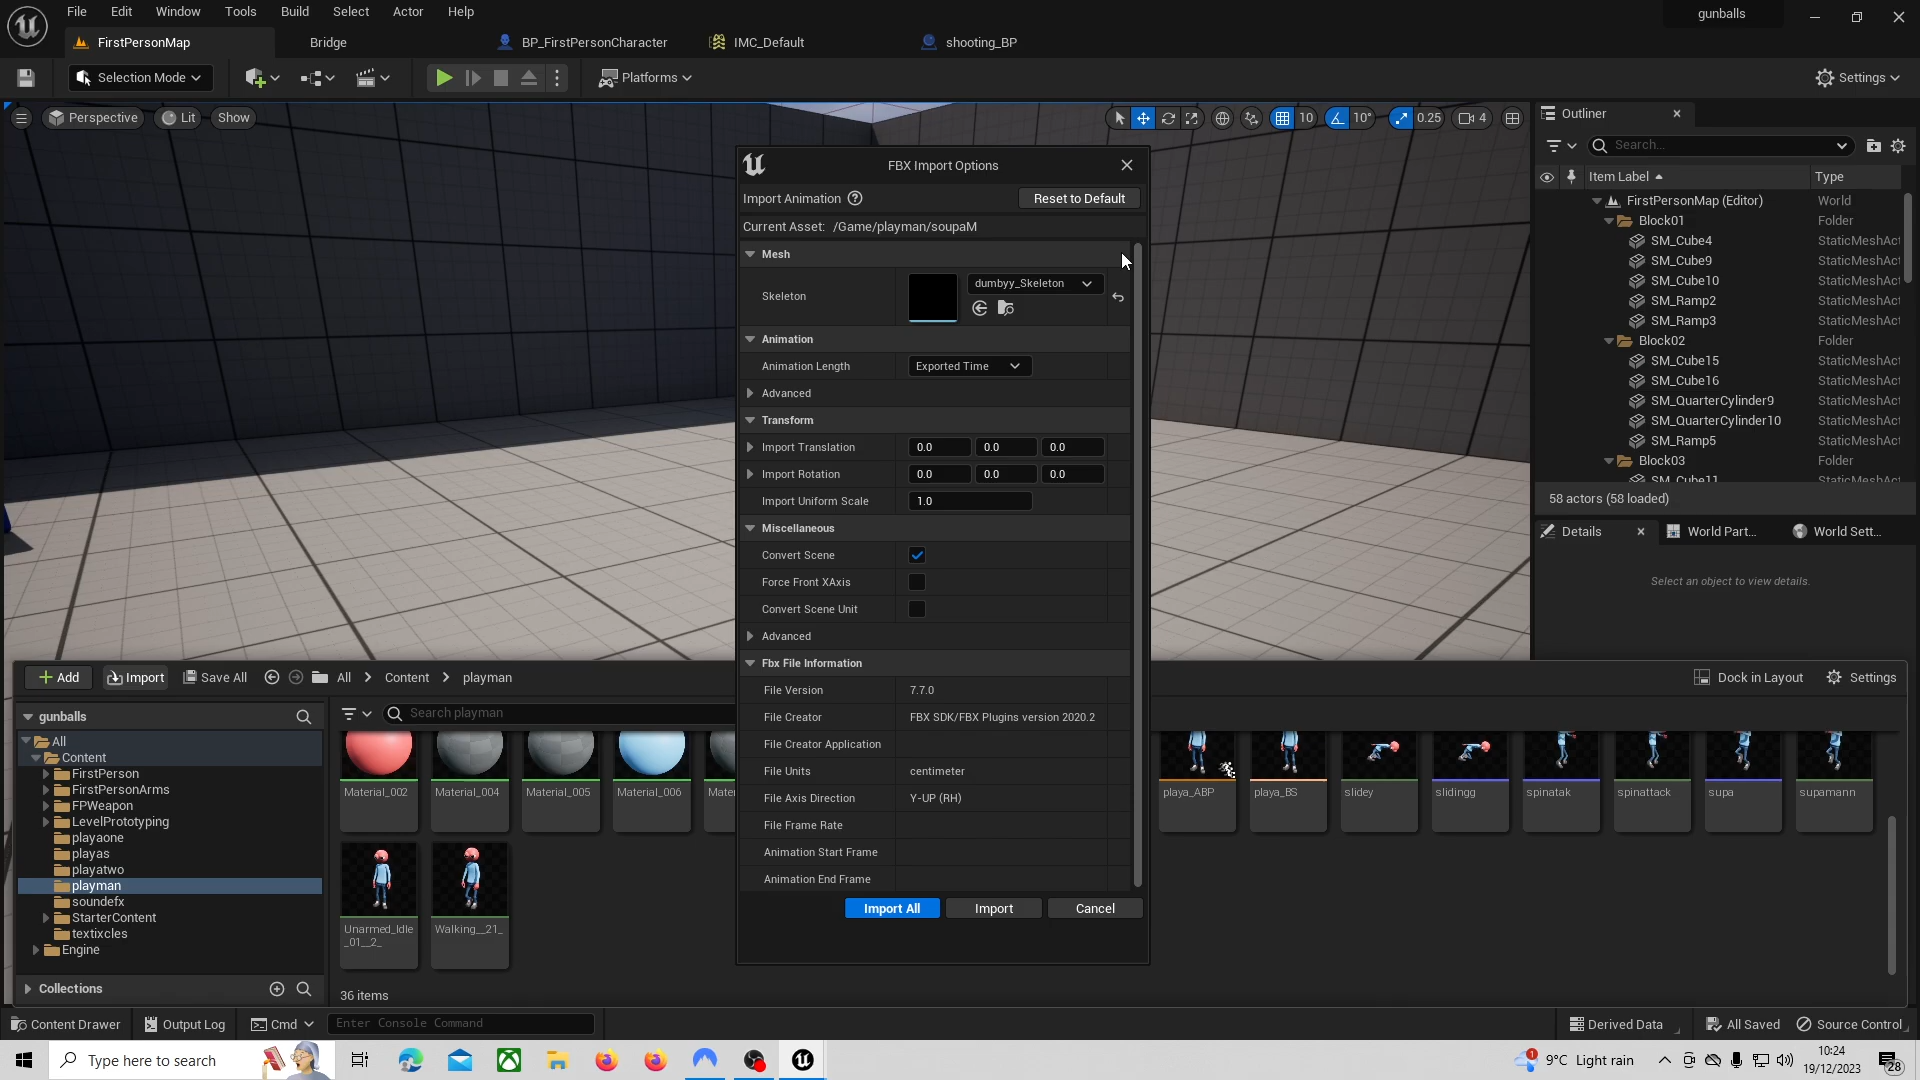 File Edit Window Tools Build Select Actor Help
gunballs
FirstPersonMap
Bridge
BP_FirstPersonCharacter
IMC_Default
shooting_BP
Selection Mode
Platforms
Settings
Perspective
Lit
Show
10
10°
0.25
4
Outliner
Search...
Item Label
Type
FirstPersonMap (Editor) World
Block01 Folder
SM_Cube4 StaticMeshAct
SM_Cube9 StaticMeshAct
SM_Cube10 StaticMeshAct
SM_Ramp2 StaticMeshAct
SM_Ramp3 StaticMeshAct
Block02 Folder
SM_Cube15 StaticMeshAct
SM_Cube16 StaticMeshAct
SM_QuarterCylinder9 StaticMeshAct
SM_QuarterCylinder10 StaticMeshAct
SM_Ramp5 StaticMeshAct
Block03 Folder
SM_Cube11 StaticMeshAct
58 actors (58 loaded)
Details
World Part...
World Sett...
Select an object to view details.
FBX Import Options
Import Animation
Reset to Default
Current Asset: /Game/playman/soupaM
Mesh
Skeleton
dumbyy_Skeleton
Animation
Animation Length Exported Time
Advanced
Transform
Import Translation 0.0 0.0 0.0
Import Rotation 0.0 0.0 0.0
Import Uniform Scale 1.0
Miscellaneous
Convert Scene
Force Front XAxis
Convert Scene Unit
Advanced
Fbx File Information
File Version 7.7.0
File Creator FBX SDK/FBX Plugins version 2020.2
File Creator Application
File Units centimeter
File Axis Direction Y-UP (RH)
File Frame Rate
Animation Start Frame
Animation End Frame
Import All
Import
Cancel
Add
Import
Save All
All
Content
playman
Dock in Layout
Settings
gunballs
Search playman
All
Content
FirstPerson
FirstPersonArms
FPWeapon
LevelPrototyping
playaone
playas
playatwo
playman
soundefx
StarterContent
textixcles
Engine
Collections
Material_002
Material_004
Material_005
Material_006
Mater
playa_ABP
playa_BS
slidey
slidingg
spinatak
spinattack
supa
supamann
Unarmed_Idle
_01__2_
Walking__21_
36 items
Content Drawer
Output Log
Cmd
Enter Console Command
Derived Data
All Saved
Source Control
Type here to search
1
9°C Light rain
10:24
19/12/2023
28